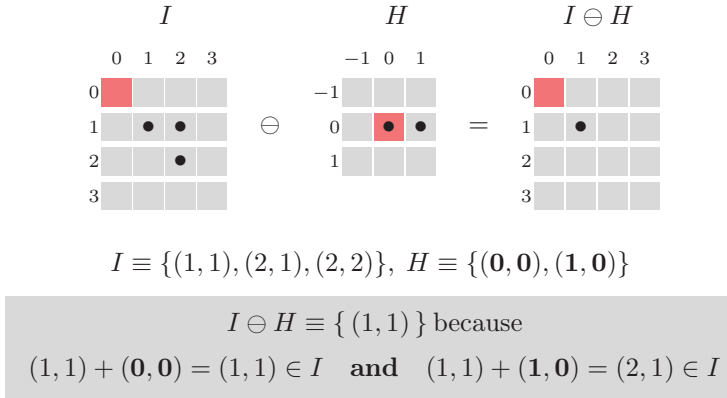 I H I ⊖ H
0 1 2 3 −1 0 1 0 1 2 3
0 −1 0
1 ⊖ 0 = 1
2 1 2
3 3
I ≡ {(1, 1), (2, 1), (2, 2)}, H ≡ {(0, 0), (1, 0)}
I ⊖ H ≡ { (1, 1) } because
(1, 1) + (0, 0) = (1, 1) ∈ I and (1, 1) + (1, 0) = (2, 1) ∈ I